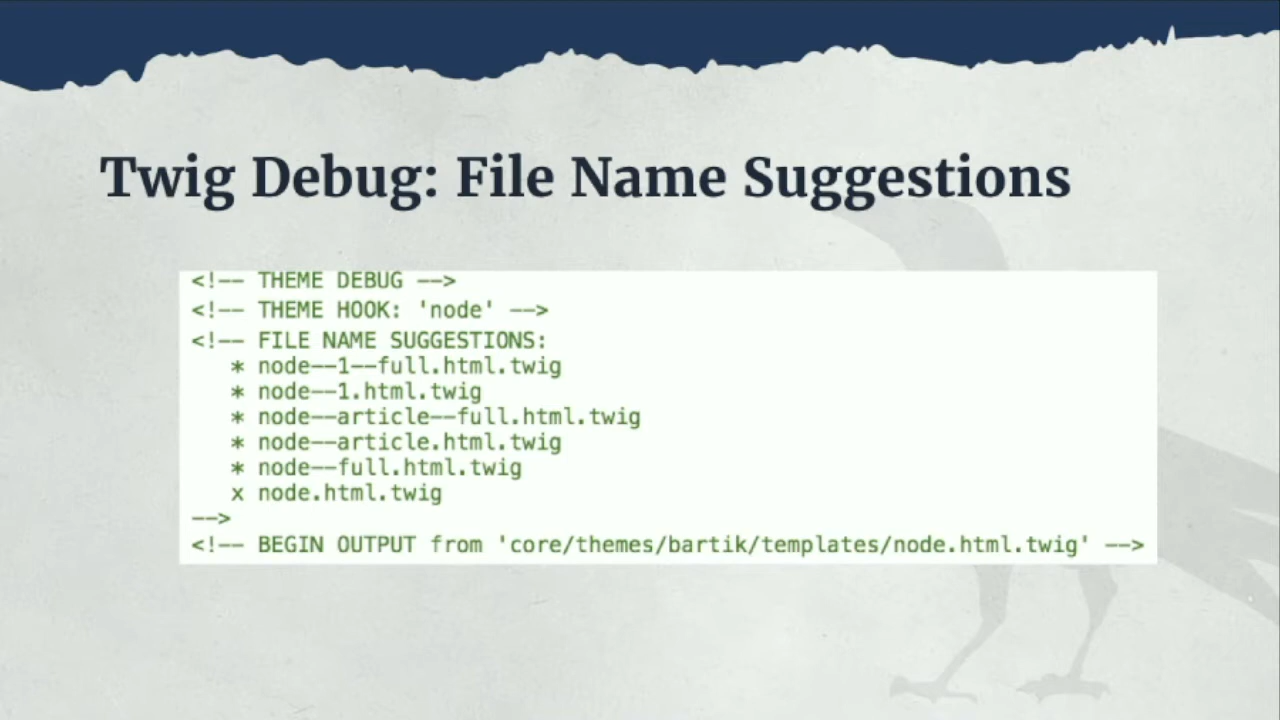 Twig Debug: File Name Suggestions
<!-- THEME DEBUG -->
<!-- THEME HOOK: 'node' -->
<!-- FILE NAME SUGGESTIONS:
* node--1--full.html.twig
* node--1.html.twig
* node--article--full.html.twig
* node--article.html.twig
* node--full.html.twig
x node.html.twig
-->
<!-- BEGIN OUTPUT from 'core/themes/bartik/templates/node.html.twig' -->